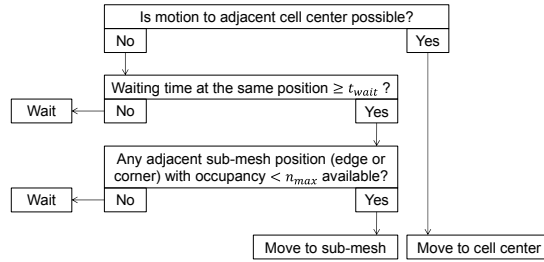 Is motion to adjacent cell center possible?
No
Yes
Waiting time at the same position ≥ t_wait ?
Wait
No
Yes
Any adjacent sub-mesh position (edge or
corner) with occupancy < n_max available?
Wait
No
Yes
Move to sub-mesh
Move to cell center